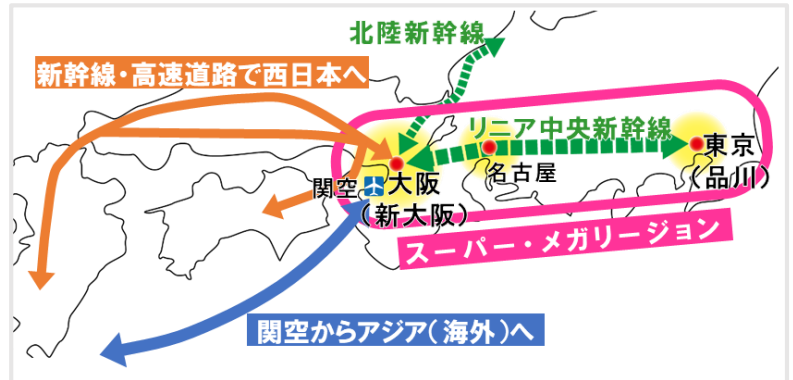 北陸新幹線
新幹線・高速道路で西日本へ
リニア中央新幹線
東京
(品川)
名古屋
関空
大阪
(新大阪)
スーパー・メガリージョン
関空からアジア(海外)へ